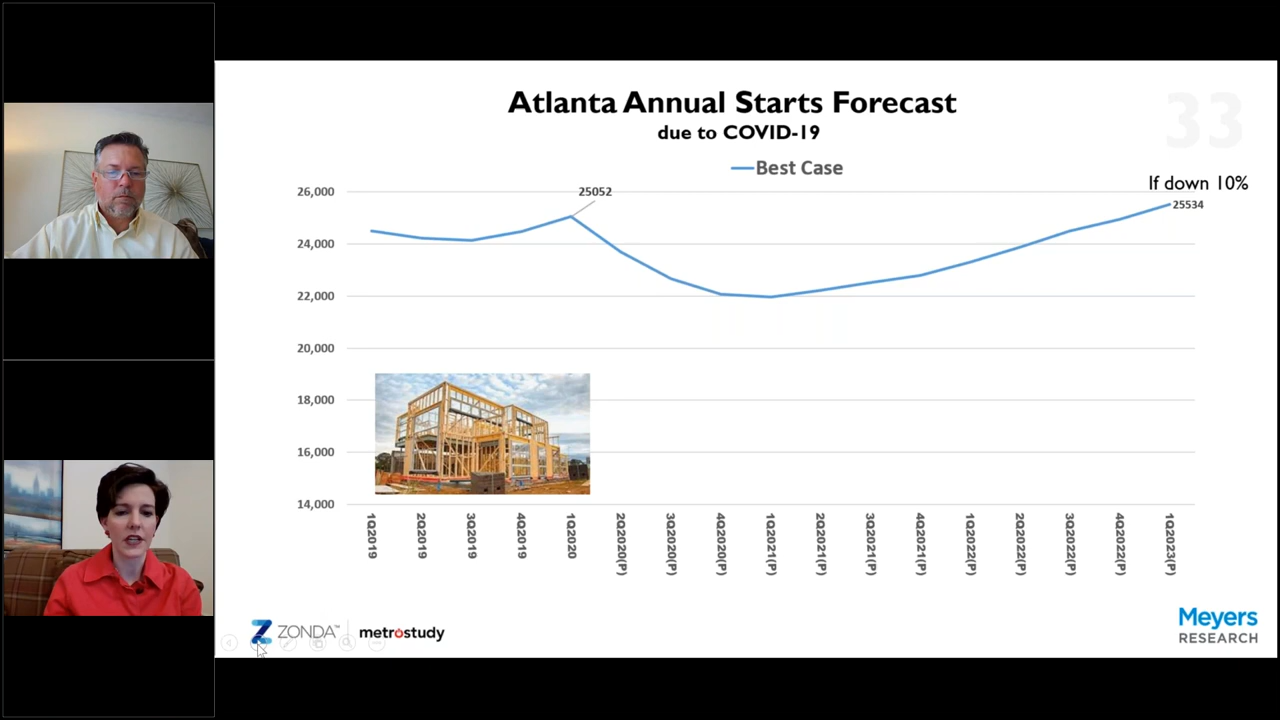 Atlanta Annual Starts Forecast
due to COVID-19
33
Best Case
If down 10%
26,000
24,000
22,000
20,000
18,000
16,000
14,000
25052
25534
1Q2019
2Q2019
3Q2019
4Q2019
1Q2020
2Q2020(P)
3Q2020(P)
4Q2020(P)
1Q2021(P)
2Q2021(P)
3Q2021(P)
4Q2021(P)
1Q2022(P)
2Q2022(P)
3Q2022(P)
4Q2022(P)
1Q2023(P)
ZONDA™
metrostudy
Meyers
RESEARCH